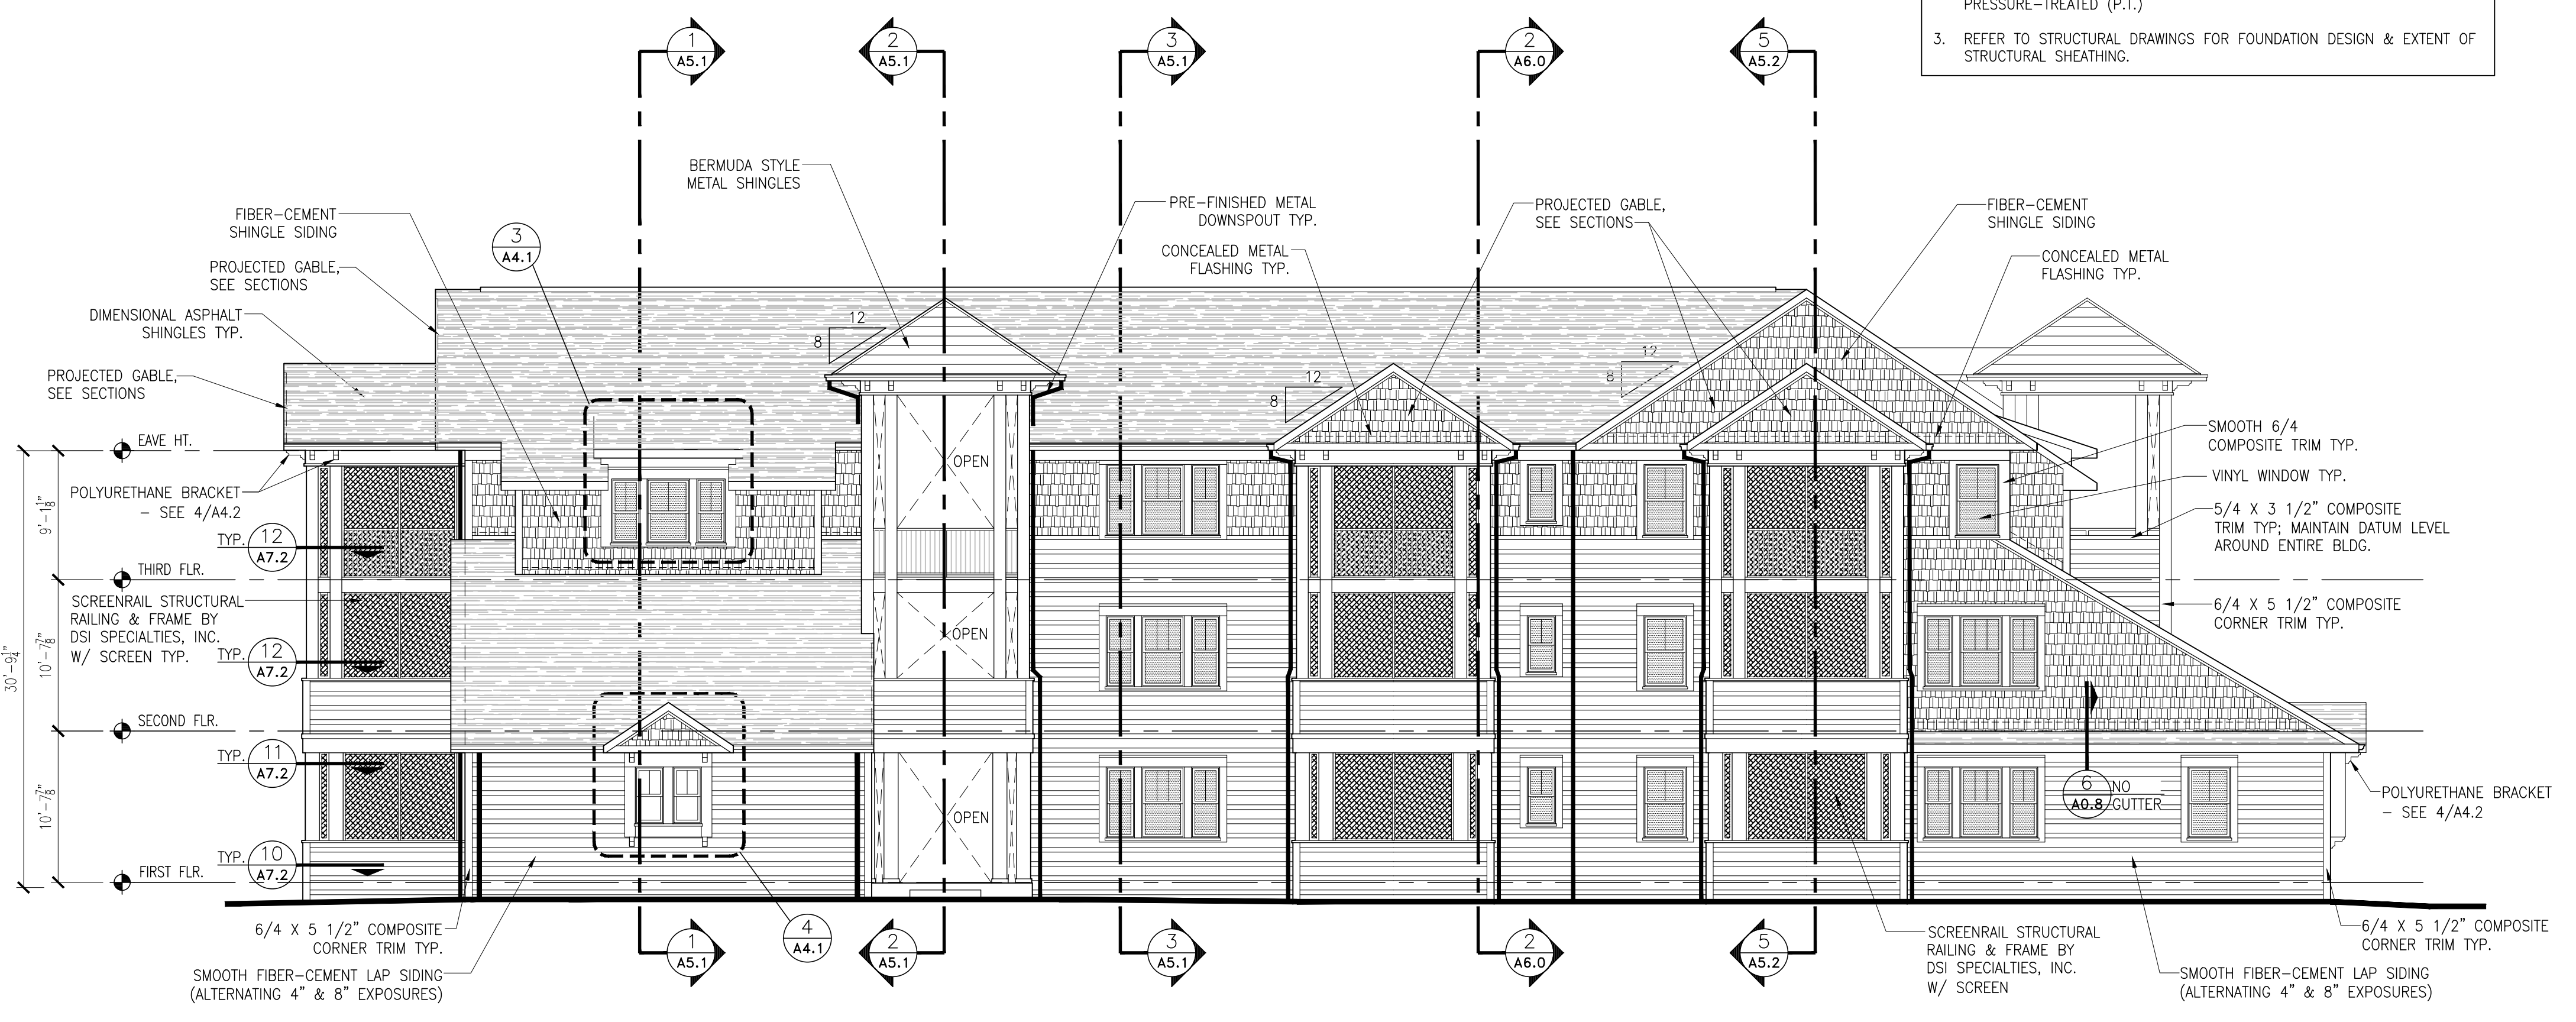 PRESSURE-TREATED (P.T.)
3. REFER TO STRUCTURAL DRAWINGS FOR FOUNDATION DESIGN & EXTENT OF
STRUCTURAL SHEATHING.
1
A5.1
2
A5.1
3
A5.1
2
A6.0
5
A5.2
BERMUDA STYLE
METAL SHINGLES
FIBER-CEMENT
SHINGLE SIDING
3
A4.1
PRE-FINISHED METAL
DOWNSPOUT TYP.
PROJECTED GABLE,
SEE SECTIONS
FIBER-CEMENT
SHINGLE SIDING
CONCEALED METAL
FLASHING TYP.
CONCEALED METAL
FLASHING TYP.
PROJECTED GABLE,
SEE SECTIONS
DIMENSIONAL ASPHALT
SHINGLES TYP.
PROJECTED GABLE,
SEE SECTIONS
12
8
12
8
12
8
EAVE HT.
POLYURETHANE BRACKET
- SEE 4/A4.2
SMOOTH 6/4
COMPOSITE TRIM TYP.
VINYL WINDOW TYP.
5/4 X 3 1/2" COMPOSITE
TRIM TYP; MAINTAIN DATUM LEVEL
AROUND ENTIRE BLDG.
OPEN
9'-1 1/8"
TYP.
12
A7.2
THIRD FLR.
SCREENRAIL STRUCTURAL
RAILING & FRAME BY
DSI SPECIALTIES, INC.
W/ SCREEN TYP.
6/4 X 5 1/2" COMPOSITE
CORNER TRIM TYP.
OPEN
TYP.
12
A7.2
30'-9 1/4"
10'-7 7/8"
SECOND FLR.
TYP.
11
A7.2
10'-7 7/8"
6
A0.8
NO
GUTTER
POLYURETHANE BRACKET
- SEE 4/A4.2
OPEN
TYP.
10
A7.2
FIRST FLR.
6/4 X 5 1/2" COMPOSITE
CORNER TRIM TYP.
SMOOTH FIBER-CEMENT LAP SIDING
(ALTERNATING 4" & 8" EXPOSURES)
1
A5.1
4
A4.1
2
A5.1
3
A5.1
2
A6.0
5
A5.2
SCREENRAIL STRUCTURAL
RAILING & FRAME BY
DSI SPECIALTIES, INC.
W/ SCREEN
6/4 X 5 1/2" COMPOSITE
CORNER TRIM TYP.
SMOOTH FIBER-CEMENT LAP SIDING
(ALTERNATING 4" & 8" EXPOSURES)